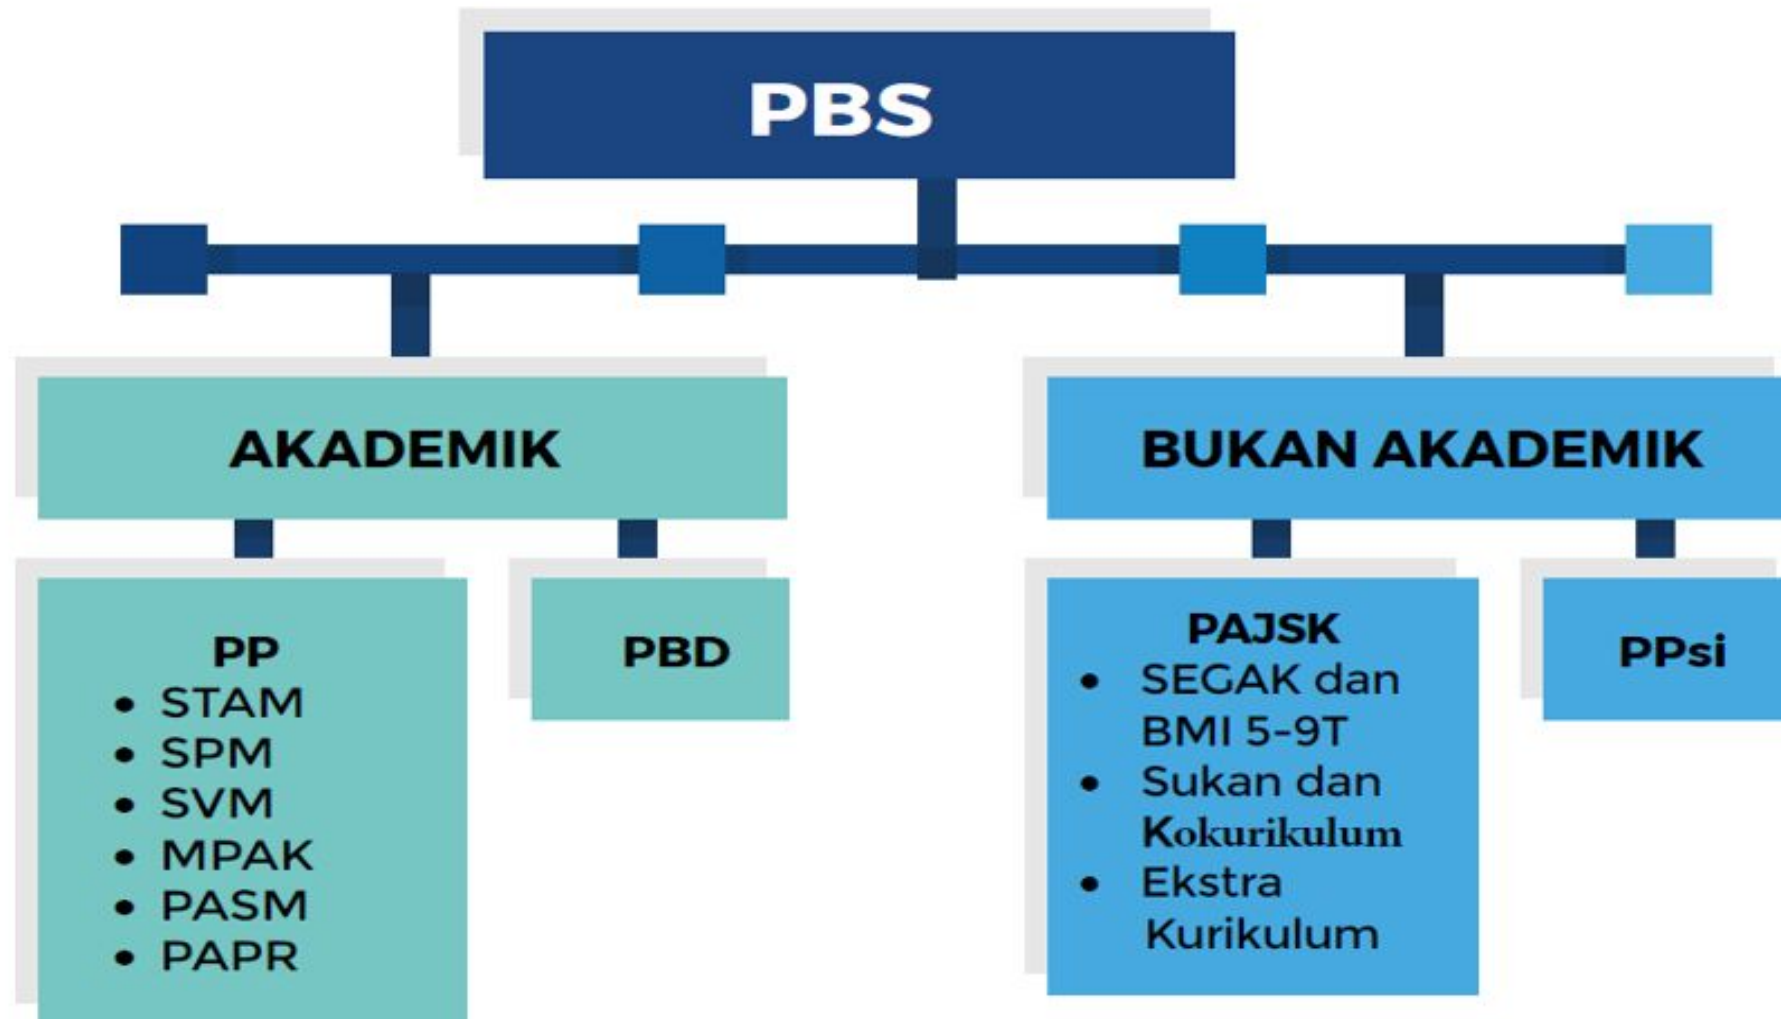 PBS
AKADEMIK
BUKAN AKADEMIK
PP
• STAM
• SPM
• SVM
• MPAK
• PASM
• PAPR
PBD
PAJSK
• SEGAK dan
BMI 5-9T
• Sukan dan
Kokurikulum
• Ekstra
Kurikulum
PPsi